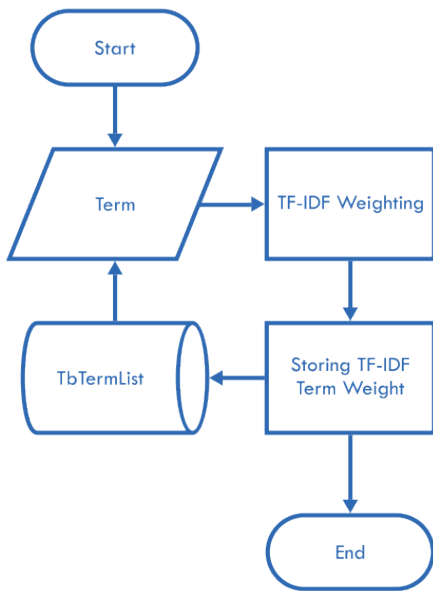 Start
Term
TF-IDF Weighting
TbTermList
Storing TF-IDF
Term Weight
End